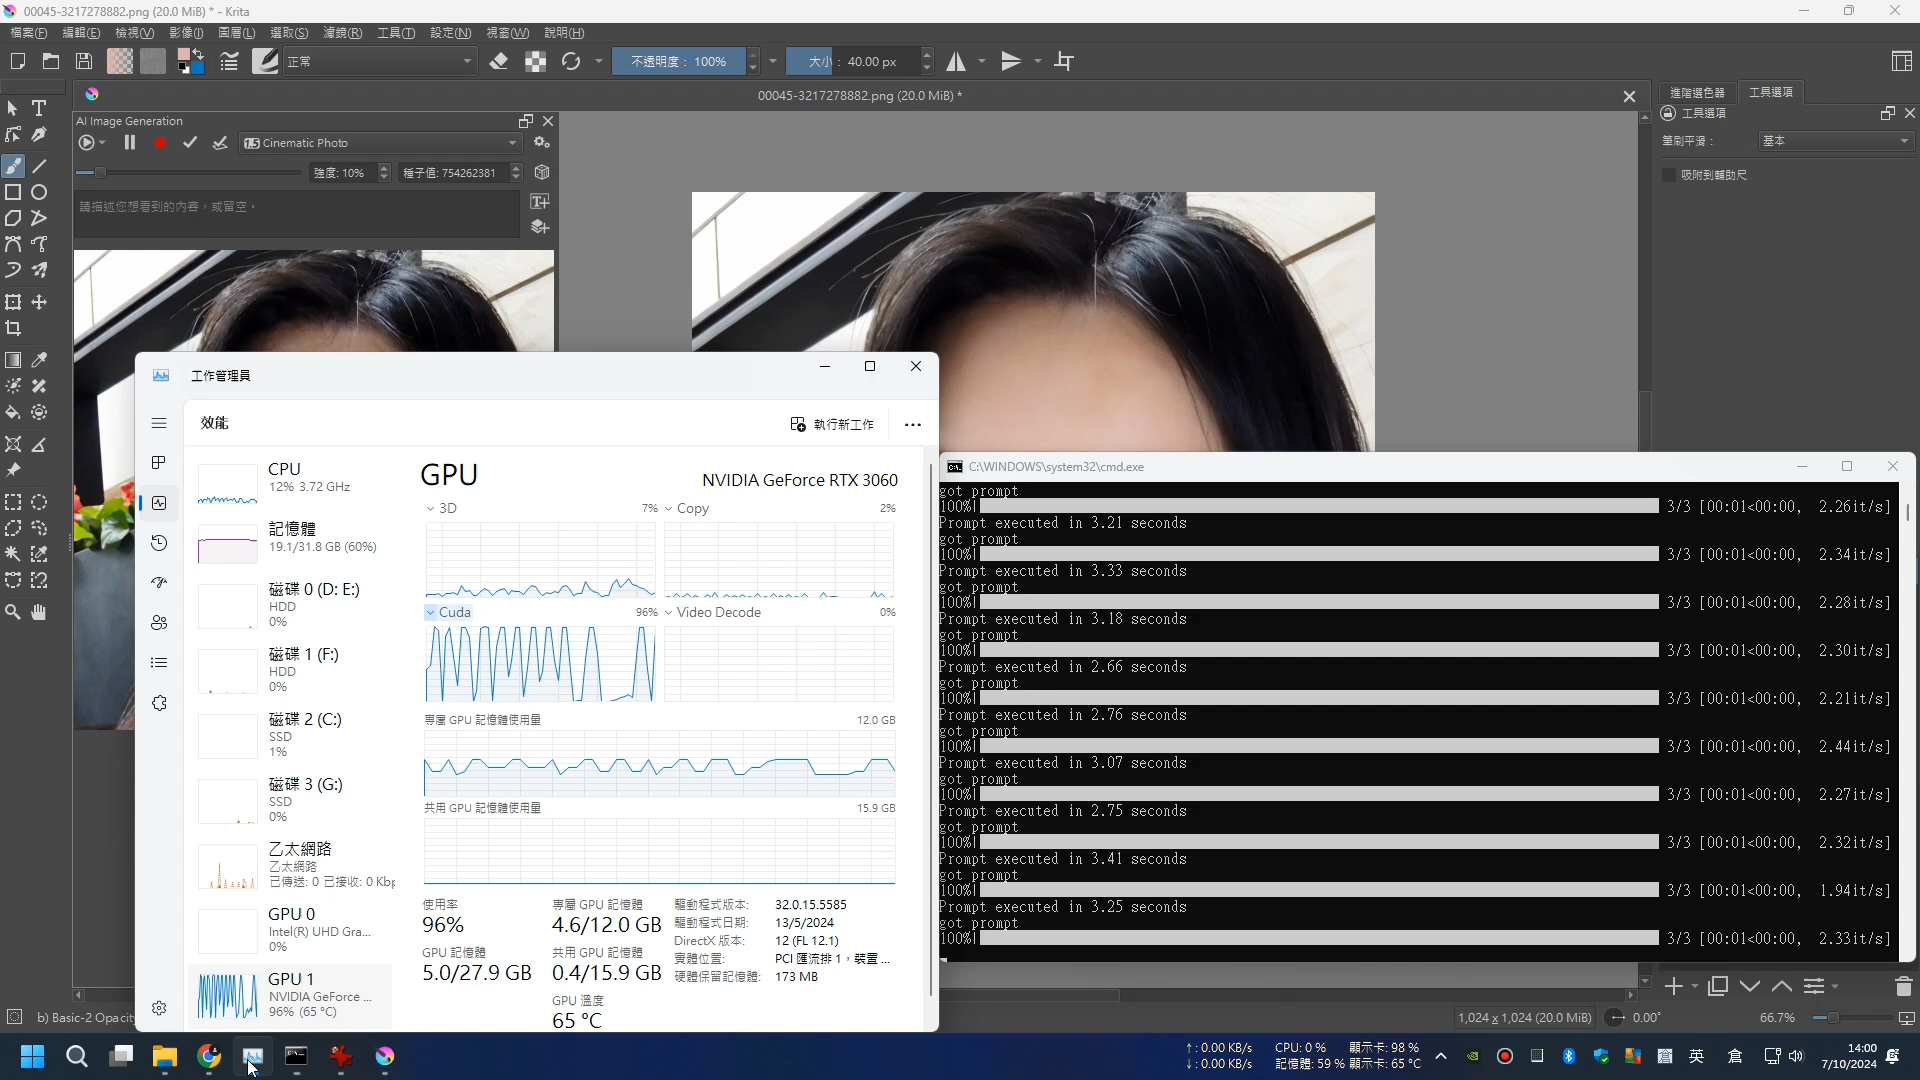 00045-3217278882.png (20.0 MiB) * - Krita
檔案(F) 編輯(E) 檢視(V) 影像(I) 圖層(L) 選取(S) 濾鏡(R) 工具(T) 設定(N) 視窗(W) 說明(H)
正常
不透明度： 100%
大小： 40.00 px
00045-3217278882.png (20.0 MiB) *
進階選色器 工具選項
工具選項
筆刷平滑： 基本
吸附到輔助尺
AI Image Generation
1.5 Cinematic Photo
強度: 10% 種子值: 754262381
請描述您想看到的內容，或留空。
工作管理員
效能
執行新工作
CPU
12% 3.72 GHz
記憶體
19.1/31.8 GB (60%)
磁碟 0 (D: E:)
HDD
0%
磁碟 1 (F:)
HDD
0%
磁碟 2 (C:)
SSD
1%
磁碟 3 (G:)
SSD
0%
乙太網路
乙太網路
已傳送: 0 已接收: 0 Kbp
GPU 0
Intel(R) UHD Gra...
0%
GPU 1
NVIDIA GeForce ...
96% (65 °C)
GPU
NVIDIA GeForce RTX 3060
3D 7%
Copy 2%
Cuda 96%
Video Decode 0%
專屬 GPU 記憶體使用量 12.0 GB
共用 GPU 記憶體使用量 15.9 GB
使用率
96%
GPU 記憶體
5.0/27.9 GB
專屬 GPU 記憶體
4.6/12.0 GB
共用 GPU 記憶體
0.4/15.9 GB
GPU 溫度
65 °C
驅動程式版本: 32.0.15.5585
驅動程式日期: 13/5/2024
DirectX 版本: 12 (FL 12.1)
實體位置: PCI 匯流排 1，裝置 ...
硬體保留記憶體: 173 MB
C:\WINDOWS\system32\cmd.exe
got prompt
100%| 3/3 [00:01<00:00, 2.26it/s]
Prompt executed in 3.21 seconds
got prompt
100%| 3/3 [00:01<00:00, 2.34it/s]
Prompt executed in 3.33 seconds
got prompt
100%| 3/3 [00:01<00:00, 2.28it/s]
Prompt executed in 3.18 seconds
got prompt
100%| 3/3 [00:01<00:00, 2.30it/s]
Prompt executed in 2.66 seconds
got prompt
100%| 3/3 [00:01<00:00, 2.21it/s]
Prompt executed in 2.76 seconds
got prompt
100%| 3/3 [00:01<00:00, 2.44it/s]
Prompt executed in 3.07 seconds
got prompt
100%| 3/3 [00:01<00:00, 2.27it/s]
Prompt executed in 2.75 seconds
got prompt
100%| 3/3 [00:01<00:00, 2.32it/s]
Prompt executed in 3.41 seconds
got prompt
100%| 3/3 [00:01<00:00, 1.94it/s]
Prompt executed in 3.25 seconds
got prompt
100%| 3/3 [00:01<00:00, 2.33it/s]
b) Basic-2 Opacit
1,024 x 1,024 (20.0 MiB)
0.00°
66.7%
↑: 0.00 KB/s CPU: 0 % 顯示卡: 98 %
↓: 0.00 KB/s 記憶體: 59 % 顯示卡: 65 °C
英
倉
14:00
7/10/2024